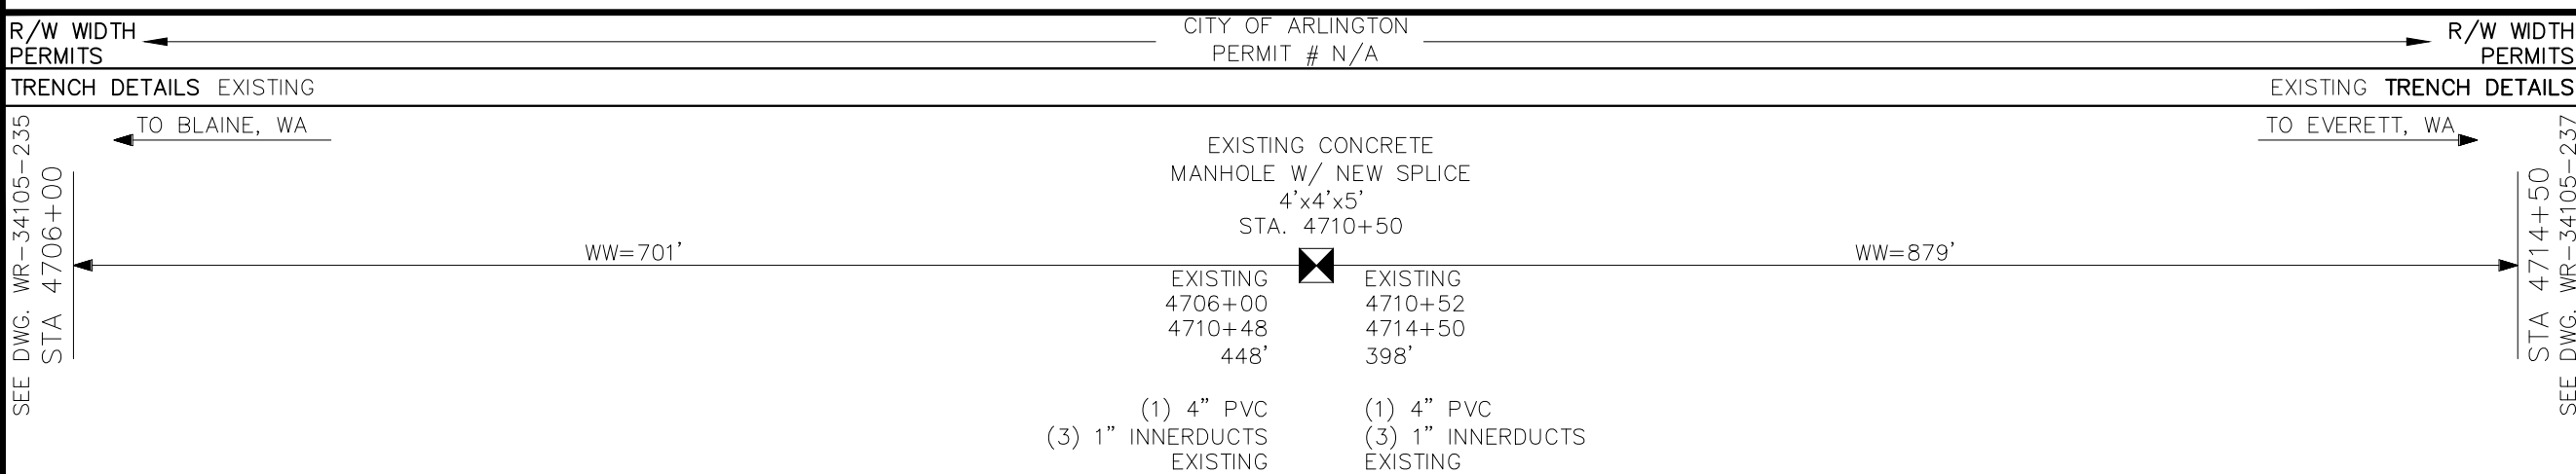 R/W WIDTH
PERMITS
CITY OF ARLINGTON
PERMIT # N/A
R/W WIDTH
PERMITS
TRENCH DETAILS EXISTING
EXISTING TRENCH DETAILS
SEE DWG. WR-34105-235
STA 4706+00
TO BLAINE, WA
EXISTING CONCRETE
MANHOLE W/ NEW SPLICE
4'x4'x5'
STA. 4710+50
TO EVERETT, WA
STA 4714+50
SEE DWG. WR-34105-237
WW=701'
WW=879'
EXISTING
4706+00
4710+48
448'
(1) 4" PVC
(3) 1" INNERDUCTS
EXISTING
EXISTING
4710+52
4714+50
398'
(1) 4" PVC
(3) 1" INNERDUCTS
EXISTING